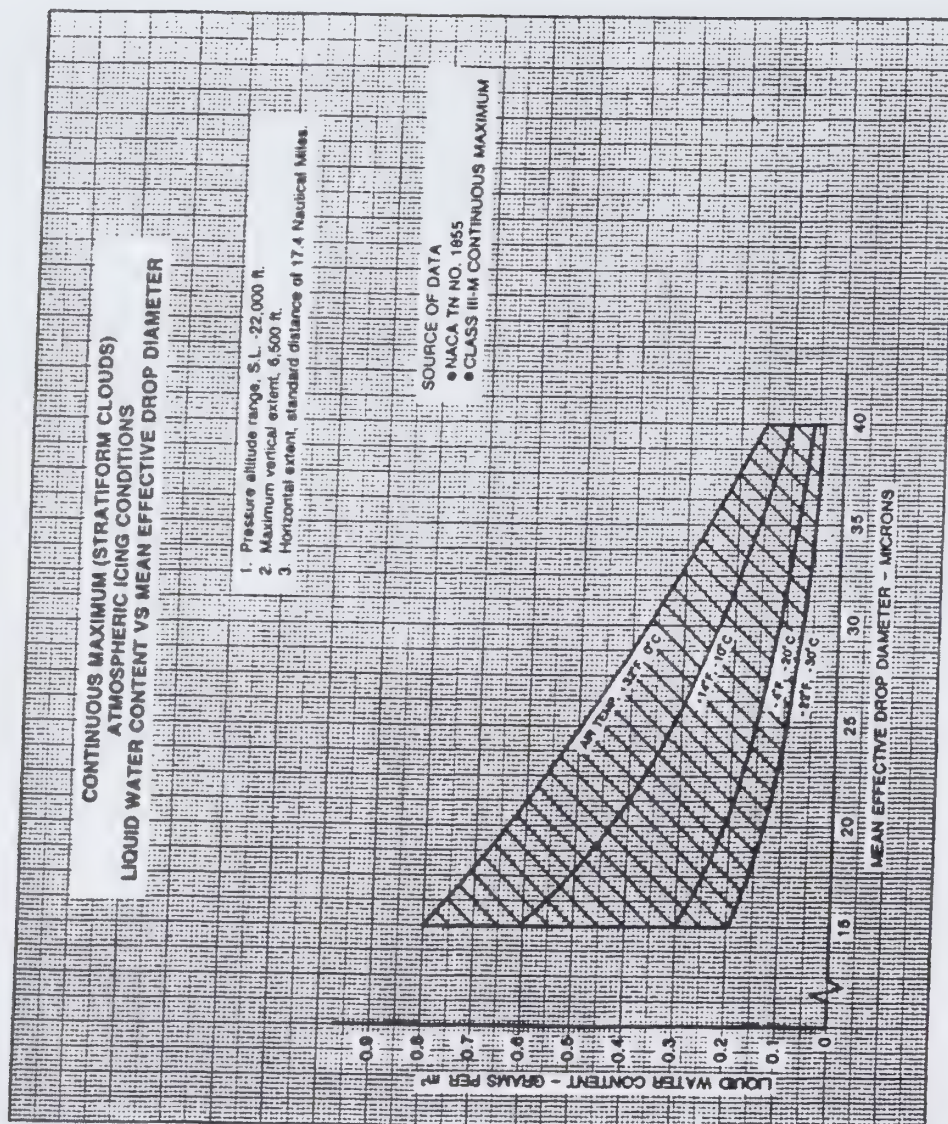 CONTINUOUS MAXIMUM (STRATIFORM CLOUDS)
ATMOSPHERIC ICING CONDITIONS
LIQUID WATER CONTENT VS MEAN EFFECTIVE DROP DIAMETER
1. Pressure altitude range, S.L. -22,000 ft.
2. Maximum vertical extent, 6,500 ft.
3. Horizontal extent, standard distance of 17.4 Nautical Miles.
SOURCE OF DATA
● NACA TN NO. 1855
● CLASS III-M CONTINUOUS MAXIMUM
LIQUID WATER CONTENT - GRAMS PER
0.9
0.8
0.7
0.6
0.5
0.4
0.3
0.2
0.1
0
AIR TEMP +32°F 0°C
+14°F -10°C
-4°F -20°C
-22°F -30°C
15
20
25
30
35
40
MEAN EFFECTIVE DROP DIAMETER - MICRONS